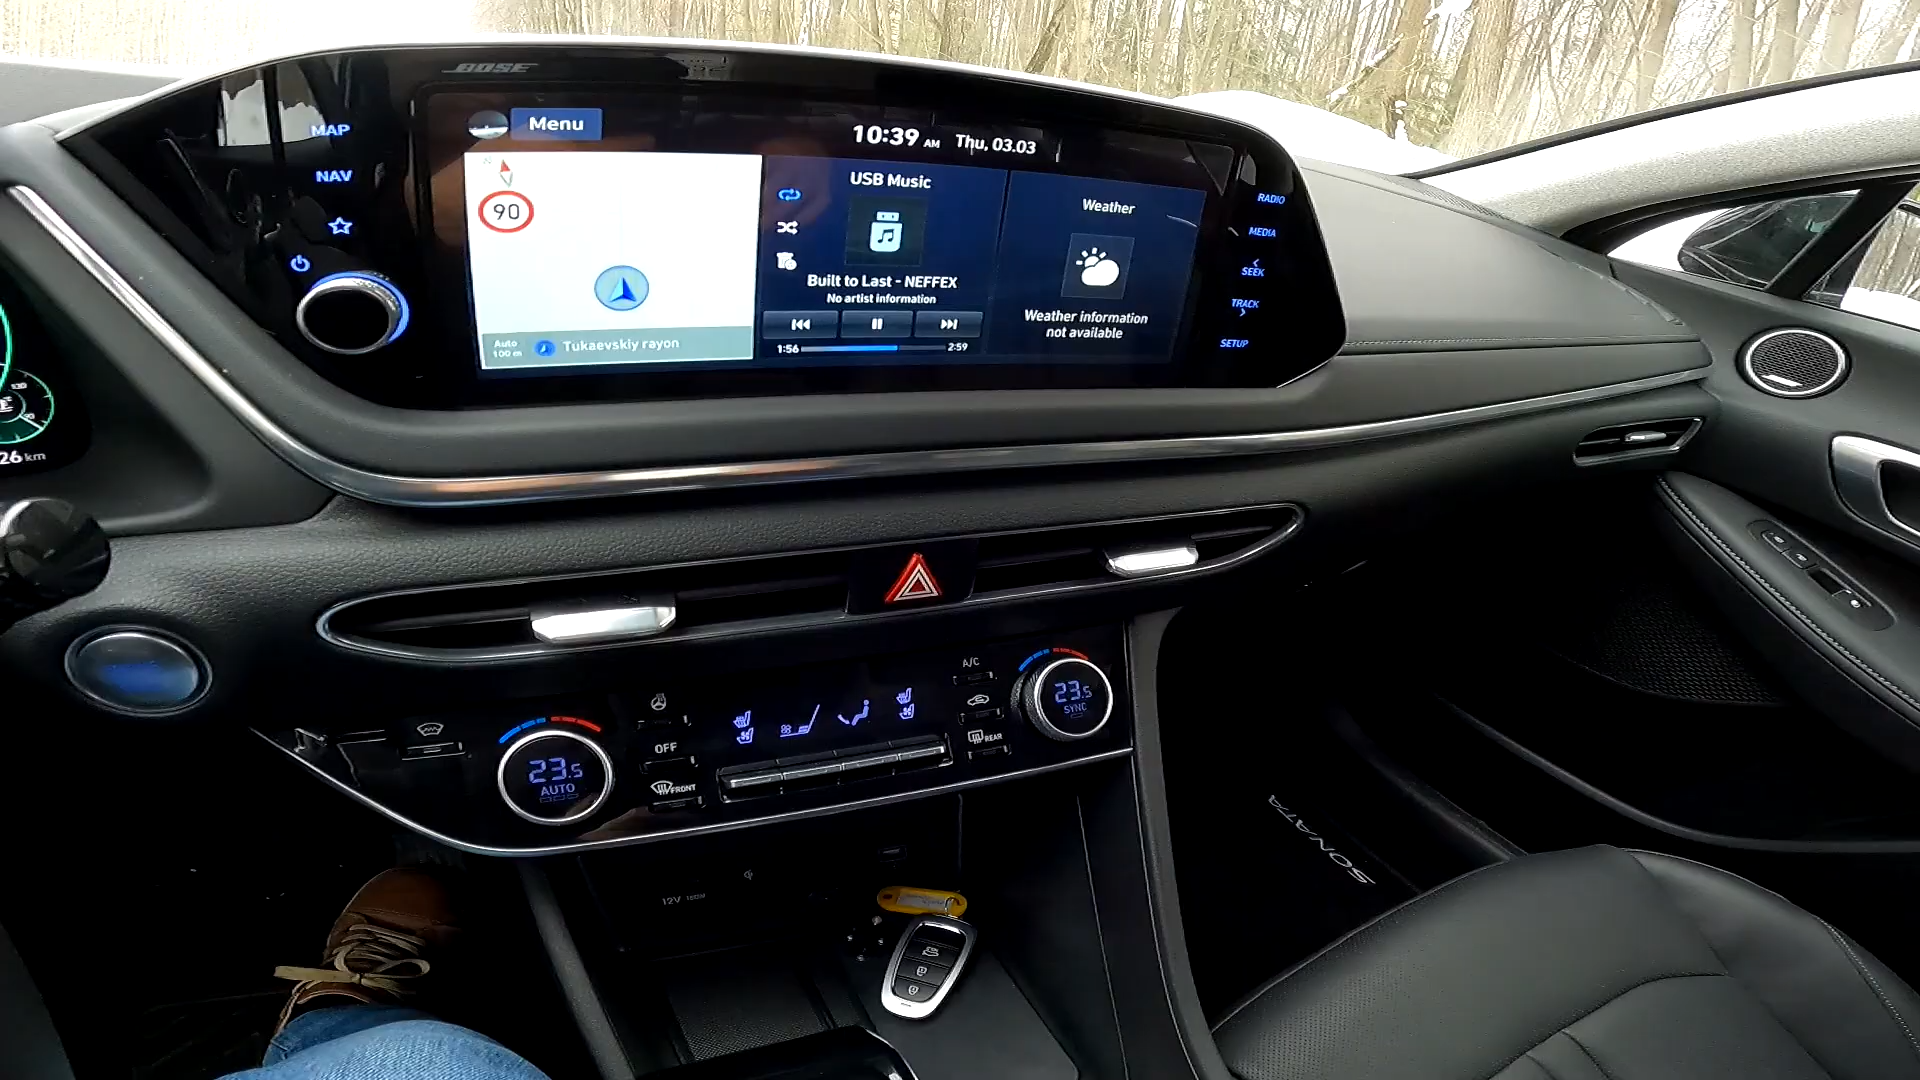 BOSE
MAP
NAV
Menu
10:39 AM Thu, 03.03
N
90
Auto
100 m
Tukaevskiy rayon
USB Music
Built to Last - NEFFEX
No artist information
1:56
2:59
Weather
Weather information
not available
RADIO
MEDIA
<
SEEK
TRACK
>
SETUP
26 km
A/C
OFF
FRONT
REAR
23.5
AUTO
23.5
SYNC
12V 180W
SONATA